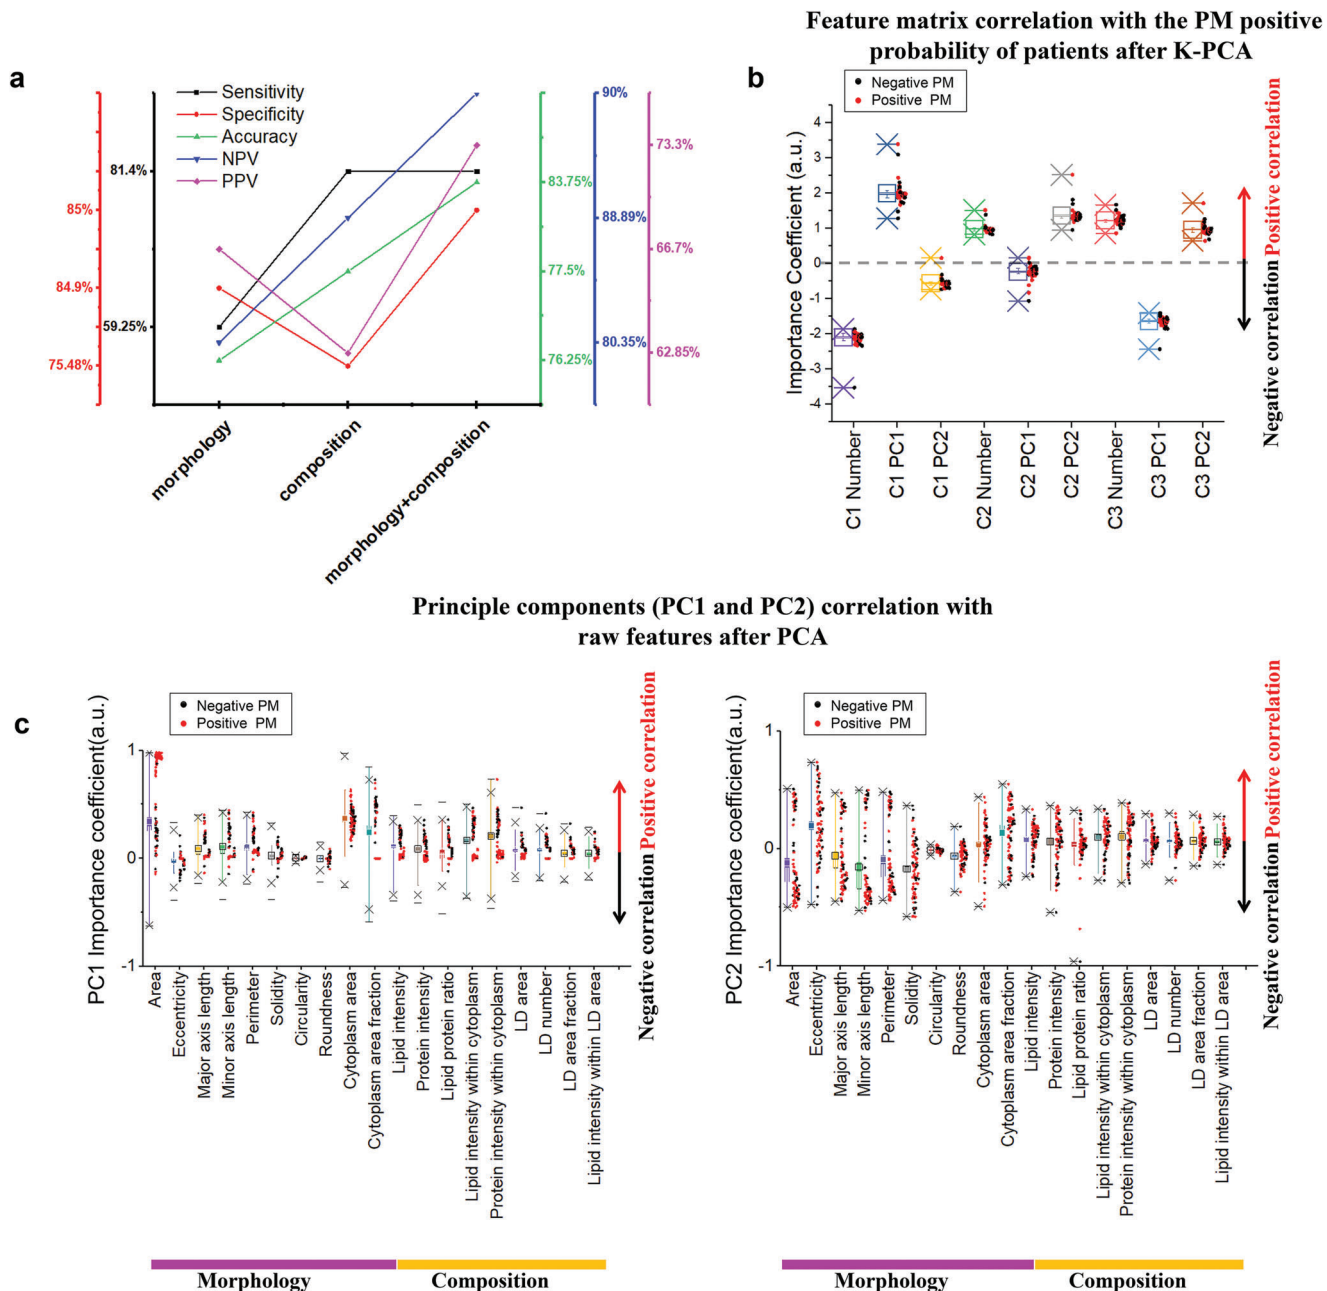 Feature matrix correlation with the PM positive
probability of patients after K-PCA
a
Sensitivity
Specificity
Accuracy
NPV
PPV
85%
84.9%
75.48%
81.4%
59.25%
83.75%
77.5%
76.25%
90%
88.89%
80.35%
73.3%
66.7%
62.85%
morphology
composition
morphology+composition
b
Negative PM
Positive PM
Importance Coefficient (a.u.)
4
3
2
1
0
-1
-2
-3
-4
C1 Number
C1 PC1
C1 PC2
C2 Number
C2 PC1
C2 PC2
C3 Number
C3 PC1
C3 PC2
Negative correlation Positive correlation
Principle components (PC1 and PC2) correlation with
raw features after PCA
c
Negative PM
Positive PM
PC1 Importance coefficient(a.u.)
1
0
-1
Area
Eccentricity
Major axis length
Minor axis length
Perimeter
Solidity
Circularity
Roundness
Cytoplasm area
Cytoplasm area fraction
Lipid intensity
Protein intensity
Lipid protein ratio
Lipid intensity within cytoplasm
Protein intensity within cytoplasm
LD area
LD number
LD area fraction
Lipid intensity within LD area
Negative correlation Positive correlation
Morphology
Composition
Negative PM
Positive PM
PC2 Importance coefficient(a.u.)
1
0
-1
Area
Eccentricity
Major axis length
Minor axis length
Perimeter
Solidity
Circularity
Roundness
Cytoplasm area
Cytoplasm area fraction
Lipid intensity
Protein intensity
Lipid protein ratio
Lipid intensity within cytoplasm
Protein intensity within cytoplasm
LD area
LD number
LD area fraction
Lipid intensity within LD area
Negative correlation Positive correlation
Morphology
Composition